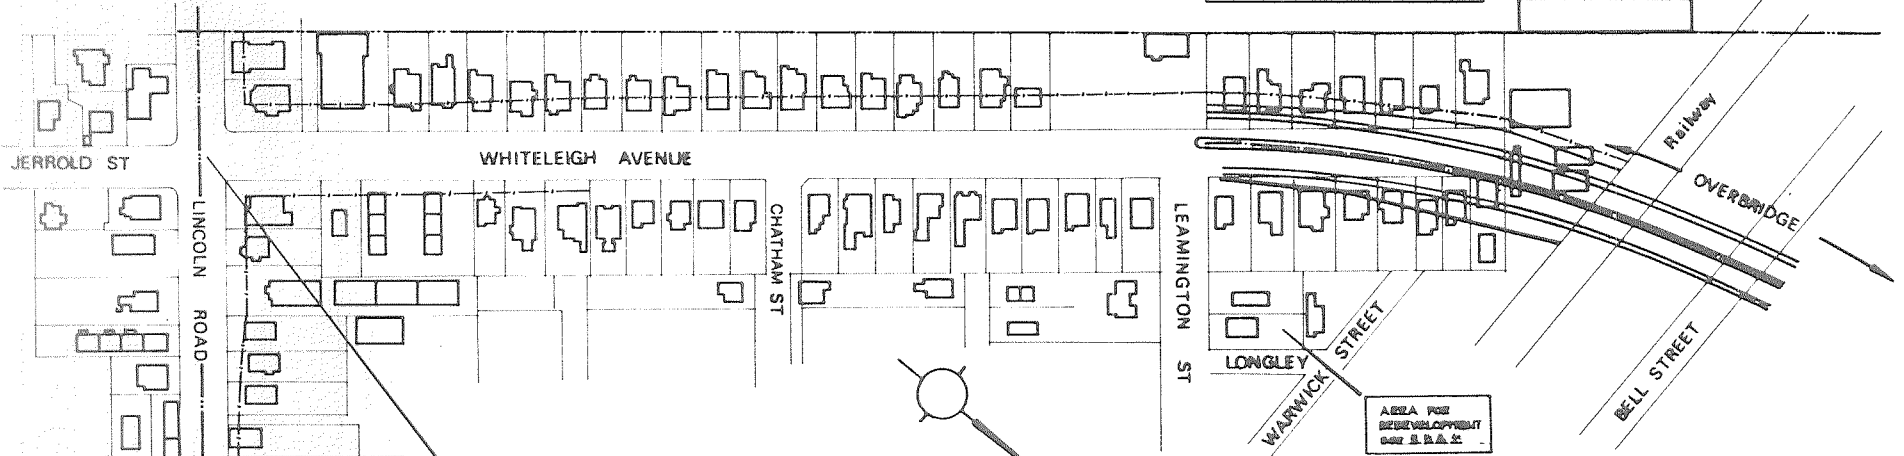 JERROLD ST
WHITELEIGH AVENUE
LINCOLN ROAD
CHATHAM ST
LEAMINGTON ST
Railway
OVERBRIDGE
LONGLEY
WARWICK STREET
BELL STREET
AREA FOR
REDEVELOPMENT